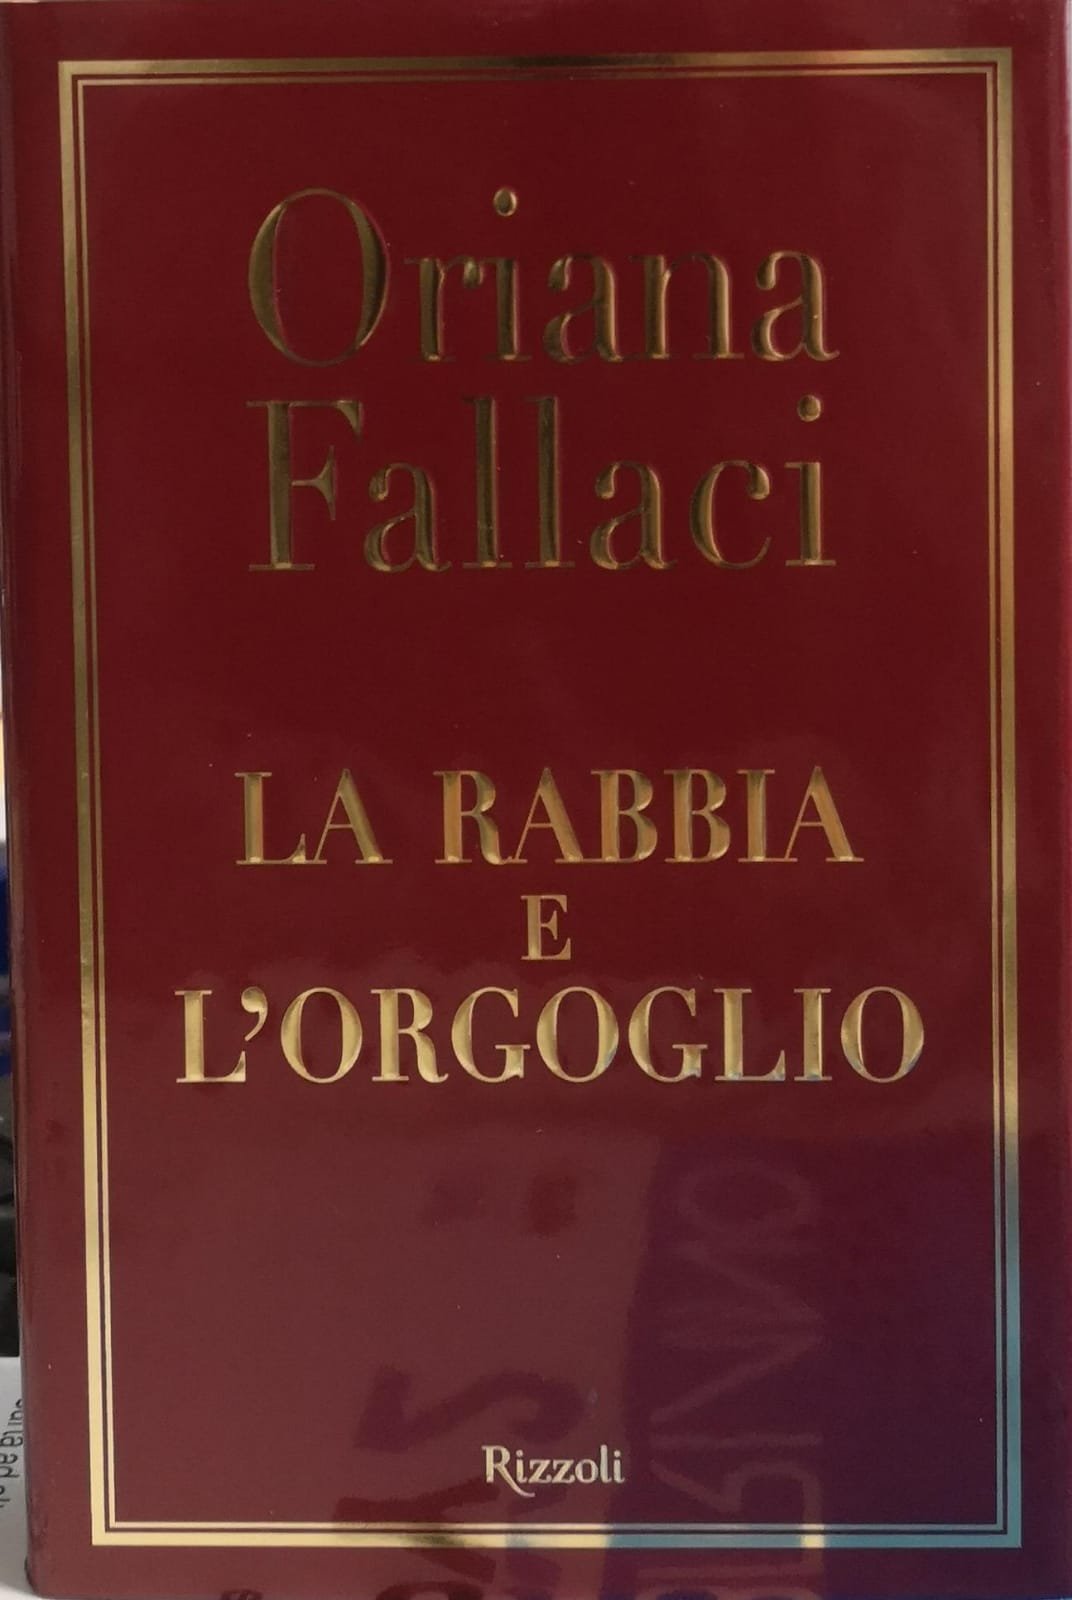 Oriana
Fallaci
LA RABBIA
E
L'ORGOGLIO
Rizzoli